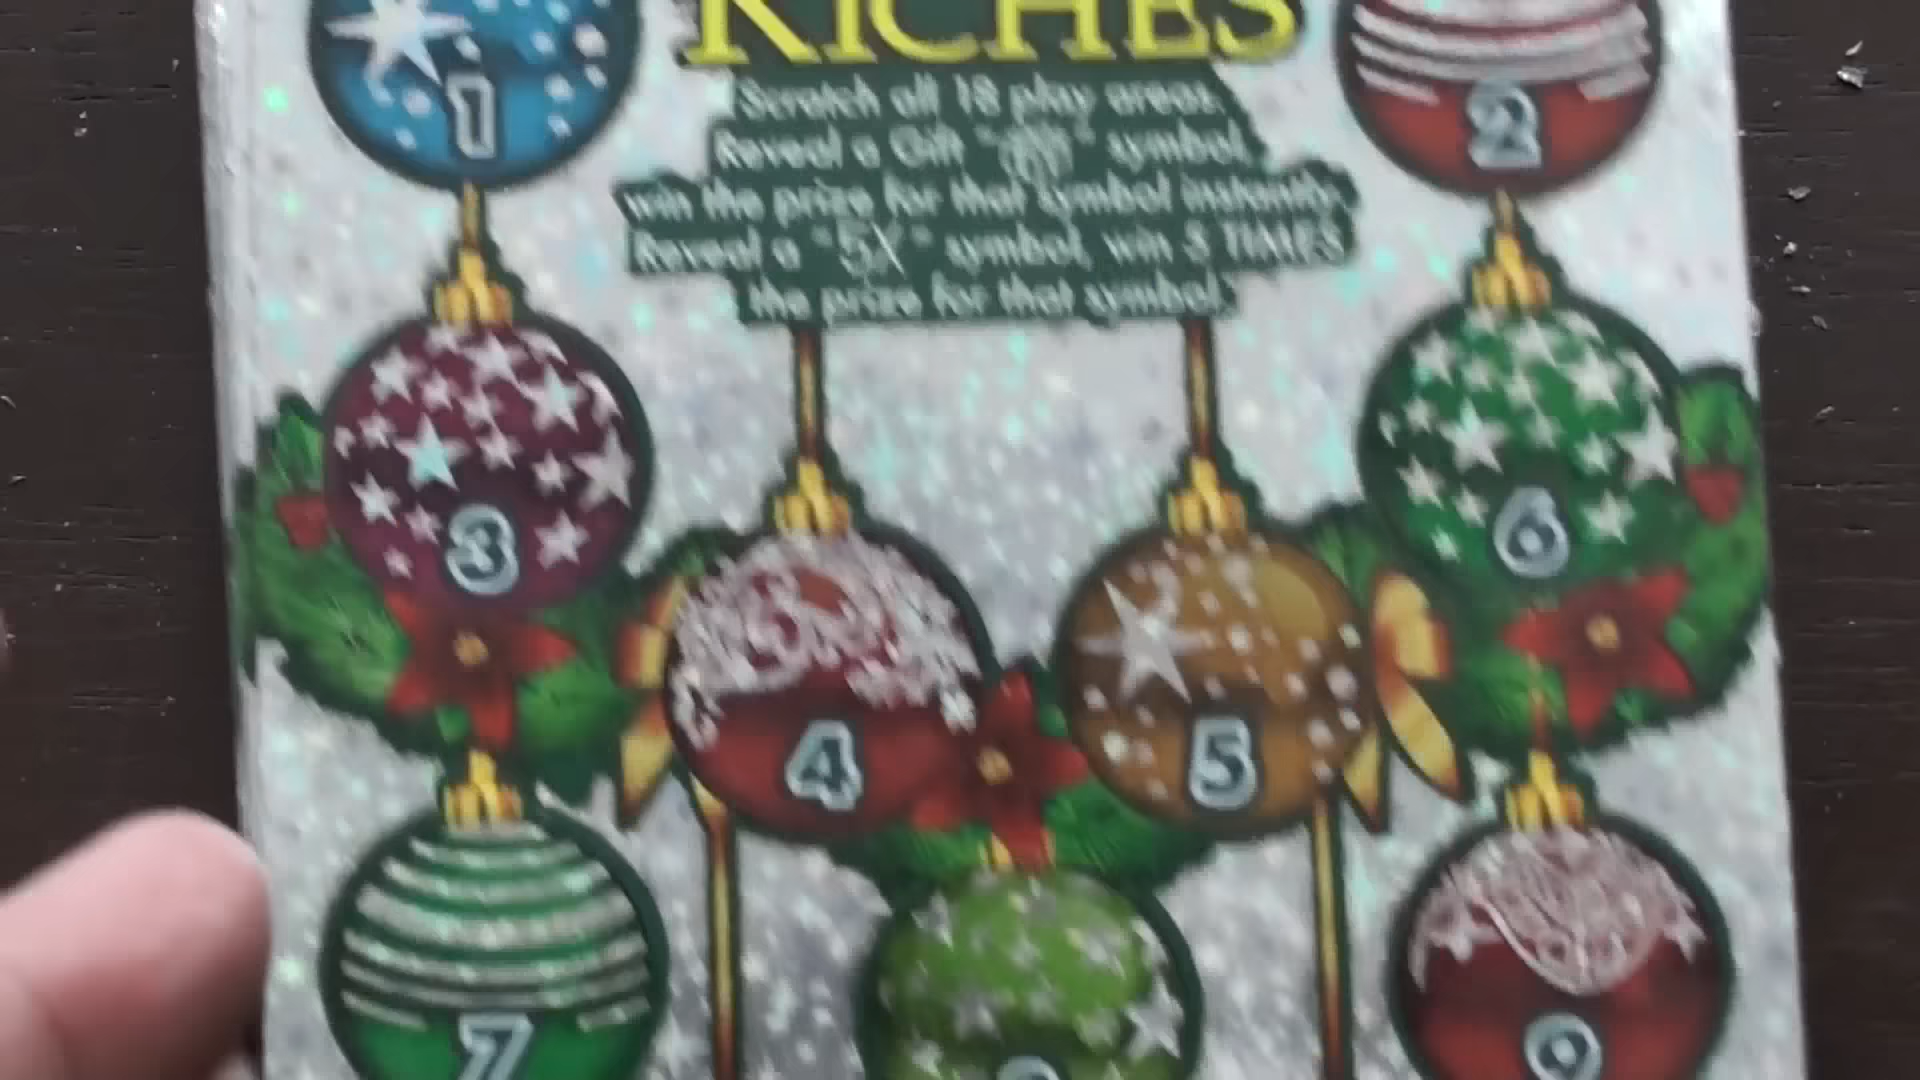 RICHES
1
2
Scratch all 18 play areas.
Reveal a Gift " " symbol,
win the prize for that symbol instantly.
Reveal a "5X" symbol, win 5 TIMES
the prize for that symbol.
3
6
4
5
7
9